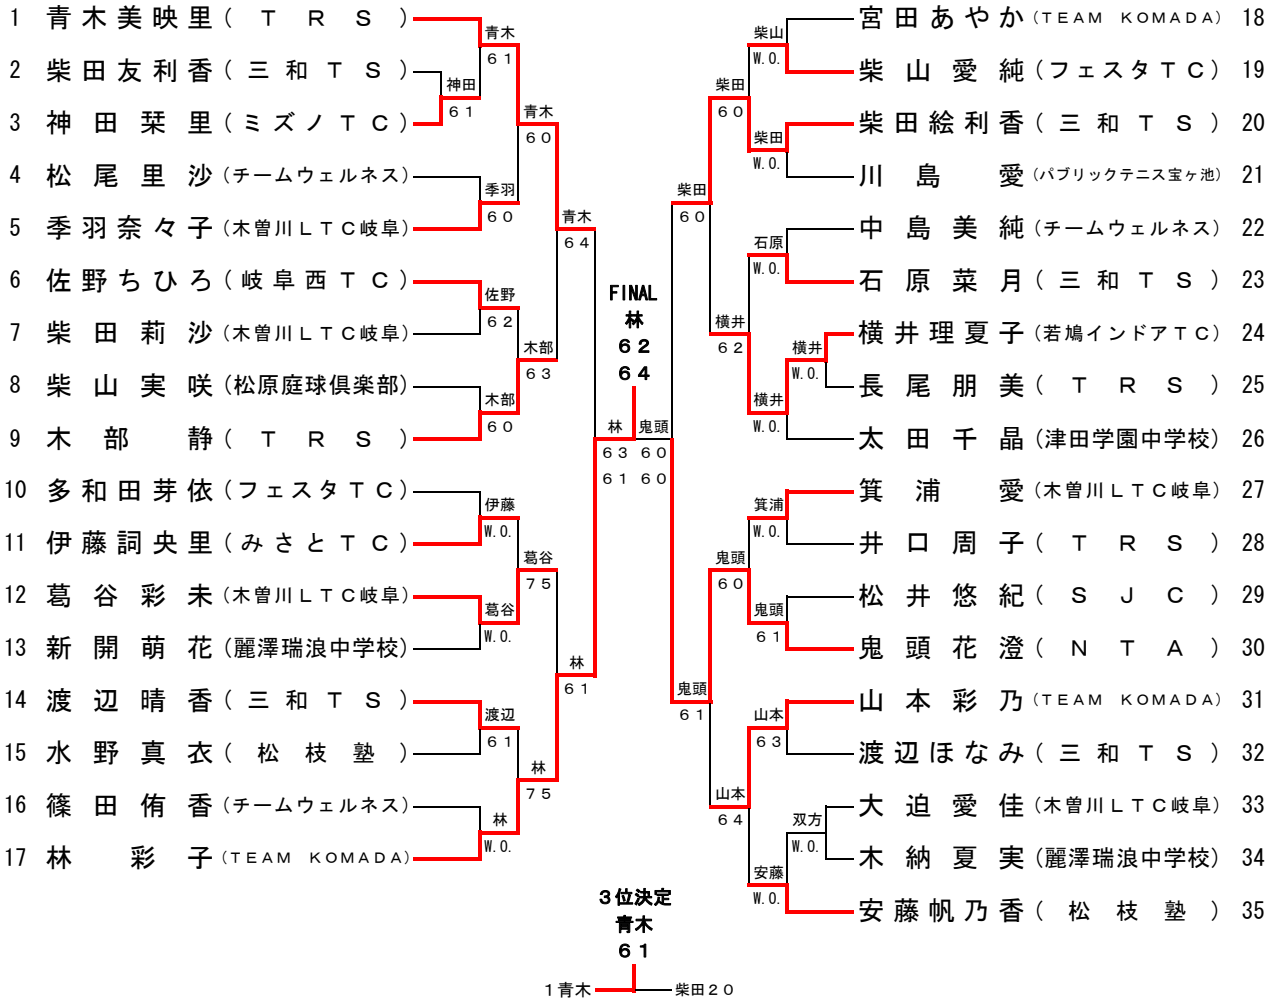 1 青木美映里(TRS)
2 柴田友利香(三和TS)
3 神田栞里(ミズノTC)
4 松尾里沙(チームウェルネス)
5 季羽奈々子(木曽川LTC岐阜)
6 佐野ちひろ(岐阜西TC)
7 柴田莉沙(木曽川LTC岐阜)
8 柴山実咲(松原庭球倶楽部)
9 木部静(TRS)
10 多和田芽依(フェスタTC)
11 伊藤詞央里(みさとTC)
12 葛谷彩未(木曽川LTC岐阜)
13 新開萌花(麗澤瑞浪中学校)
14 渡辺晴香(三和TS)
15 水野真衣(松枝塾)
16 篠田侑香(チームウェルネス)
17 林彩子(TEAM KOMADA)
神田
61
青木
61
季羽
60
佐野
62
木部
60
伊藤
W.O.
葛谷
W.O.
渡辺
61
林
W.O.
青木
60
木部
63
葛谷
75
林
75
青木
64
林
61
林
63
61
FINAL
林
62
64
鬼頭
60
60
柴田
60
鬼頭
61
柴田
60
横井
62
鬼頭
60
山本
64
柴山
W.O.
柴田
W.O.
石原
W.O.
横井
W.O.
横井
W.O.
箕浦
W.O.
鬼頭
61
山本
63
双方
W.O.
安藤
W.O.
宮田あやか(TEAM KOMADA) 18
柴山愛純(フェスタTC) 19
柴田絵利香(三和TS) 20
川島愛(パブリックテニス宝ヶ池) 21
中島美純(チームウェルネス) 22
石原菜月(三和TS) 23
横井理夏子(若鳩インドアTC) 24
長尾朋美(TRS) 25
太田千晶(津田学園中学校) 26
箕浦愛(木曽川LTC岐阜) 27
井口周子(TRS) 28
松井悠紀(SJC) 29
鬼頭花澄(NTA) 30
山本彩乃(TEAM KOMADA) 31
渡辺ほなみ(三和TS) 32
大迫愛佳(木曽川LTC岐阜) 33
木納夏実(麗澤瑞浪中学校) 34
安藤帆乃香(松枝塾) 35
3位決定
青木
61
1青木
柴田20